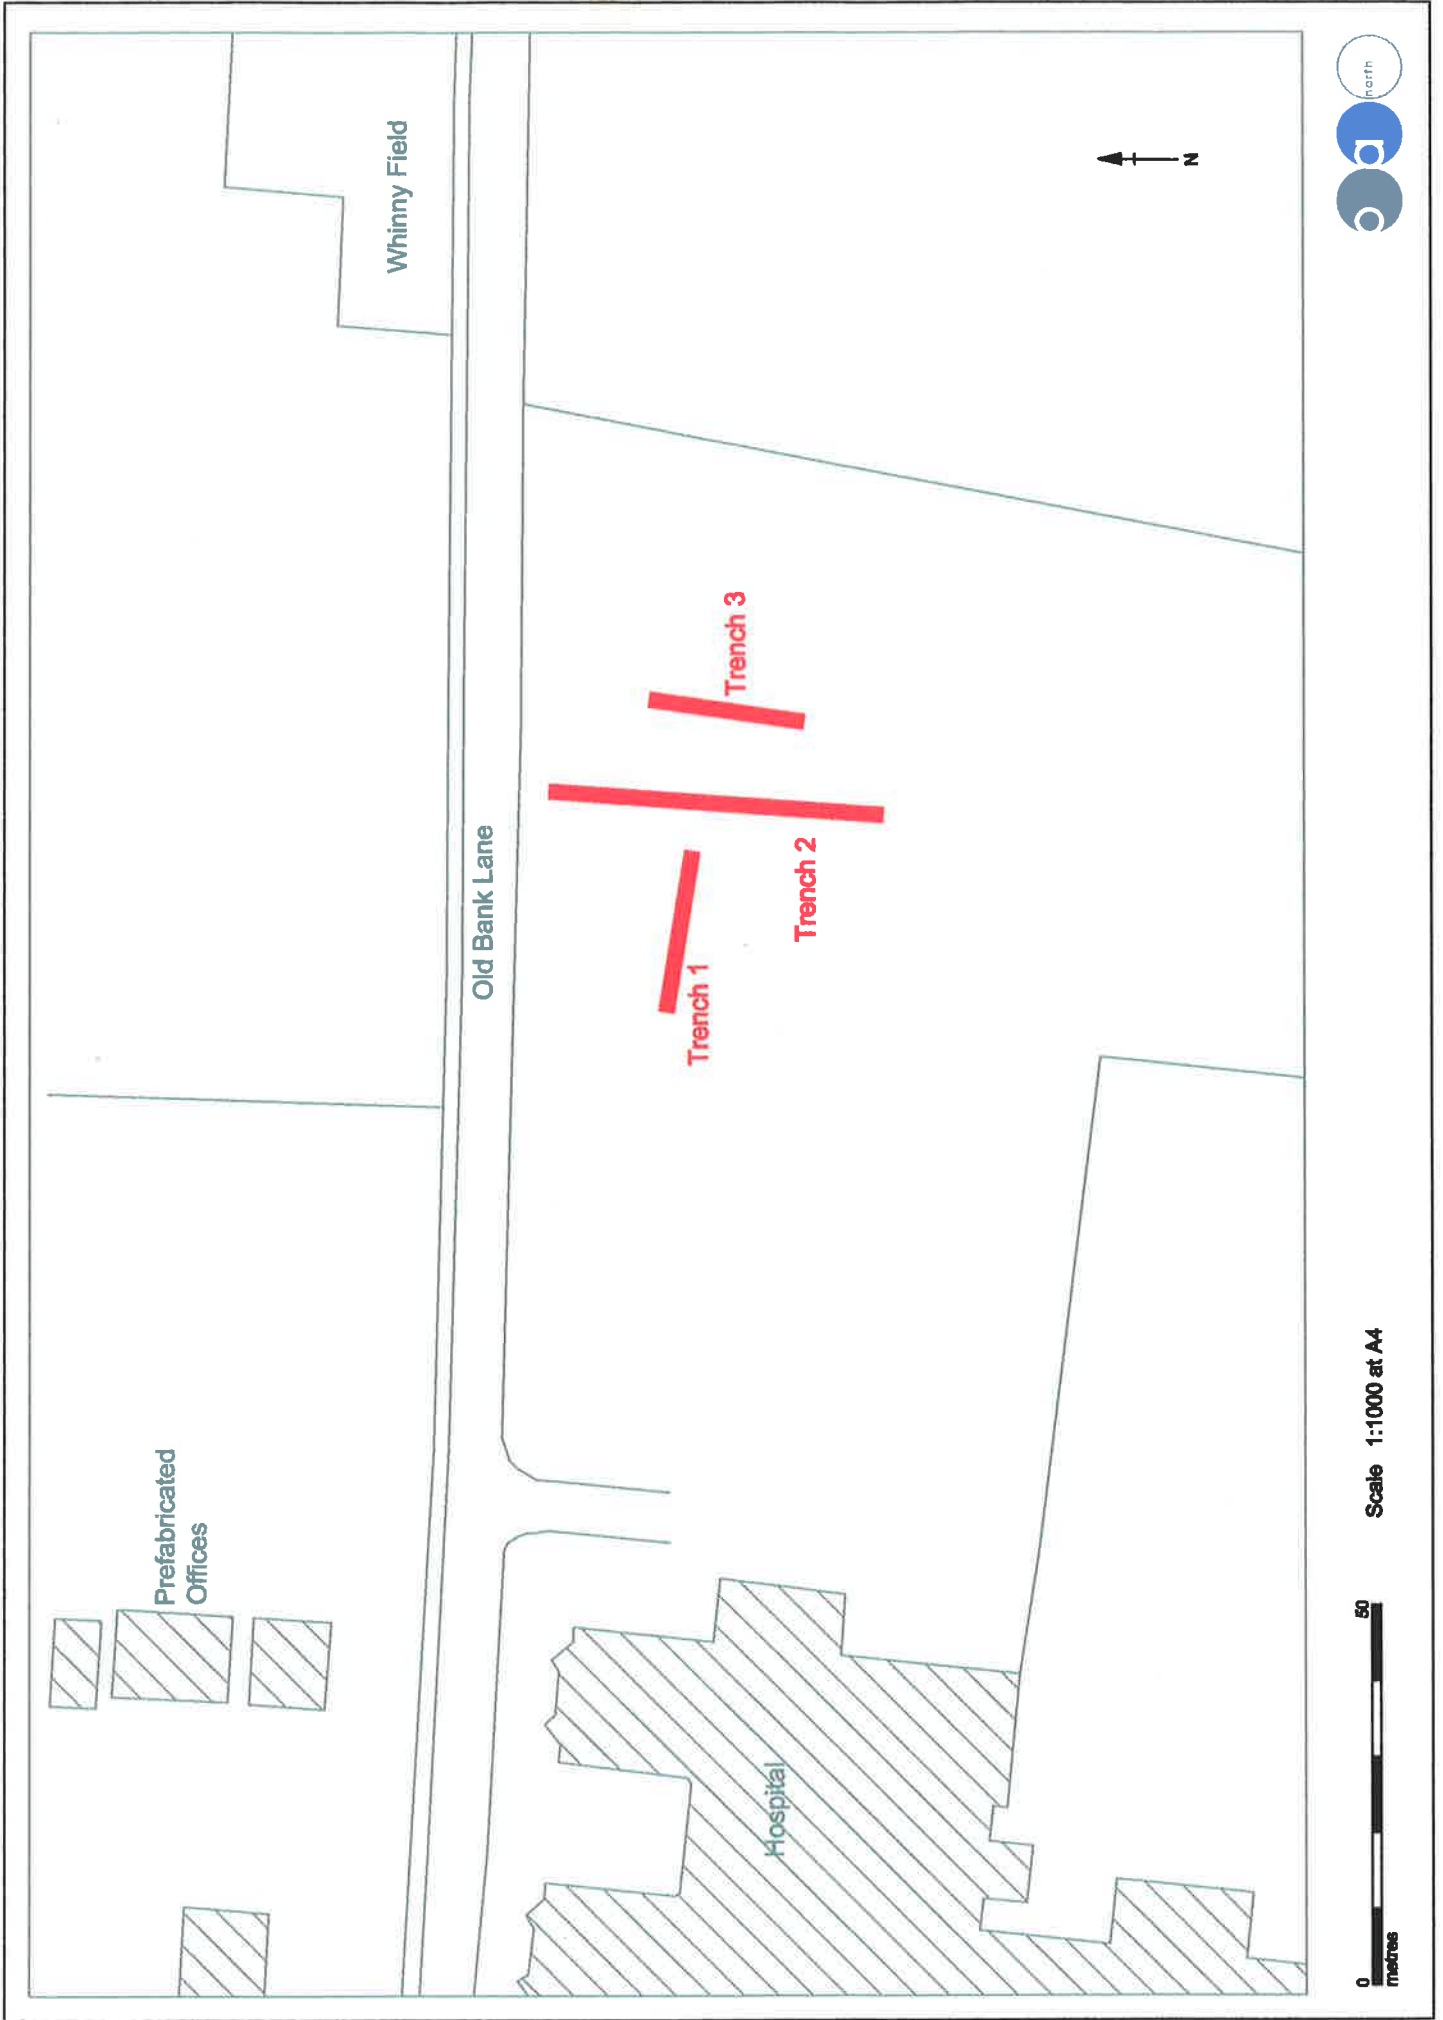 Prefabricated
Offices
Whinny Field
Old Bank Lane
Trench 1
Trench 2
Trench 3
Hospital
N
0
50
metres
Scale 1:1000 at A4
north